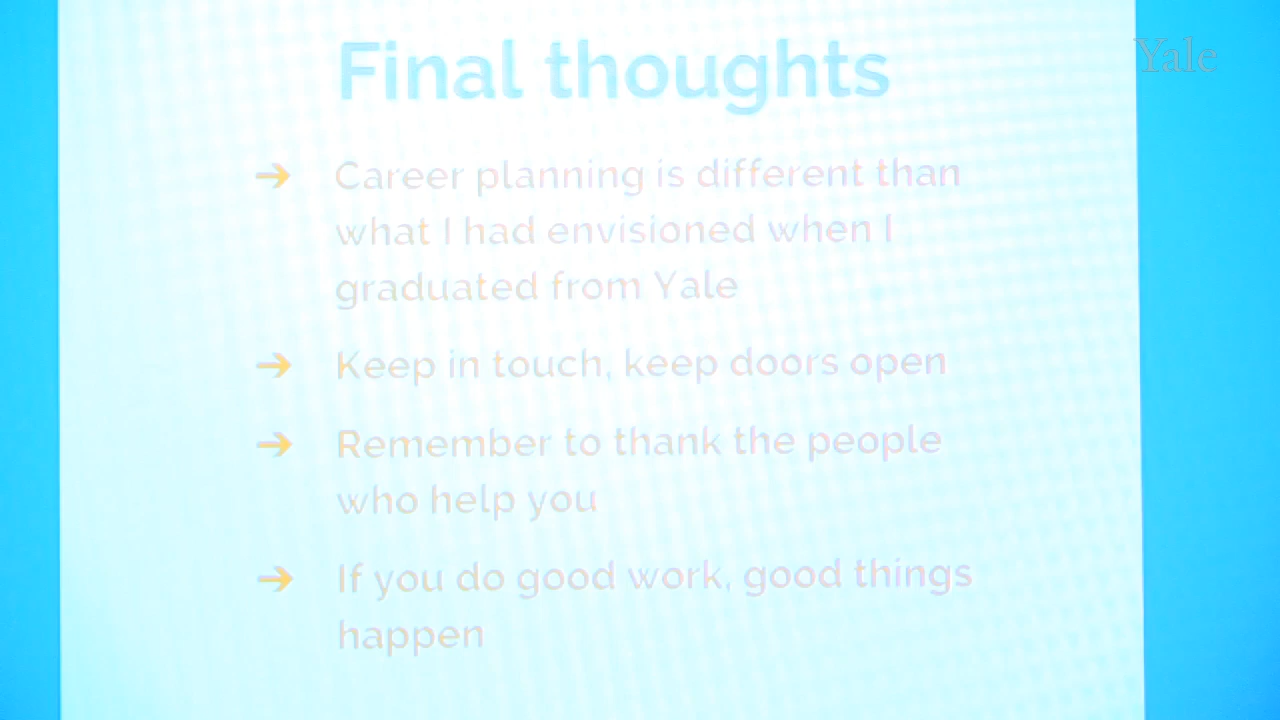 Final thoughts
Yale
→ Career planning is different than
what I had envisioned when I
graduated from Yale
→ Keep in touch, keep doors open
→ Remember to thank the people
who help you
→ If you do good work, good things
happen